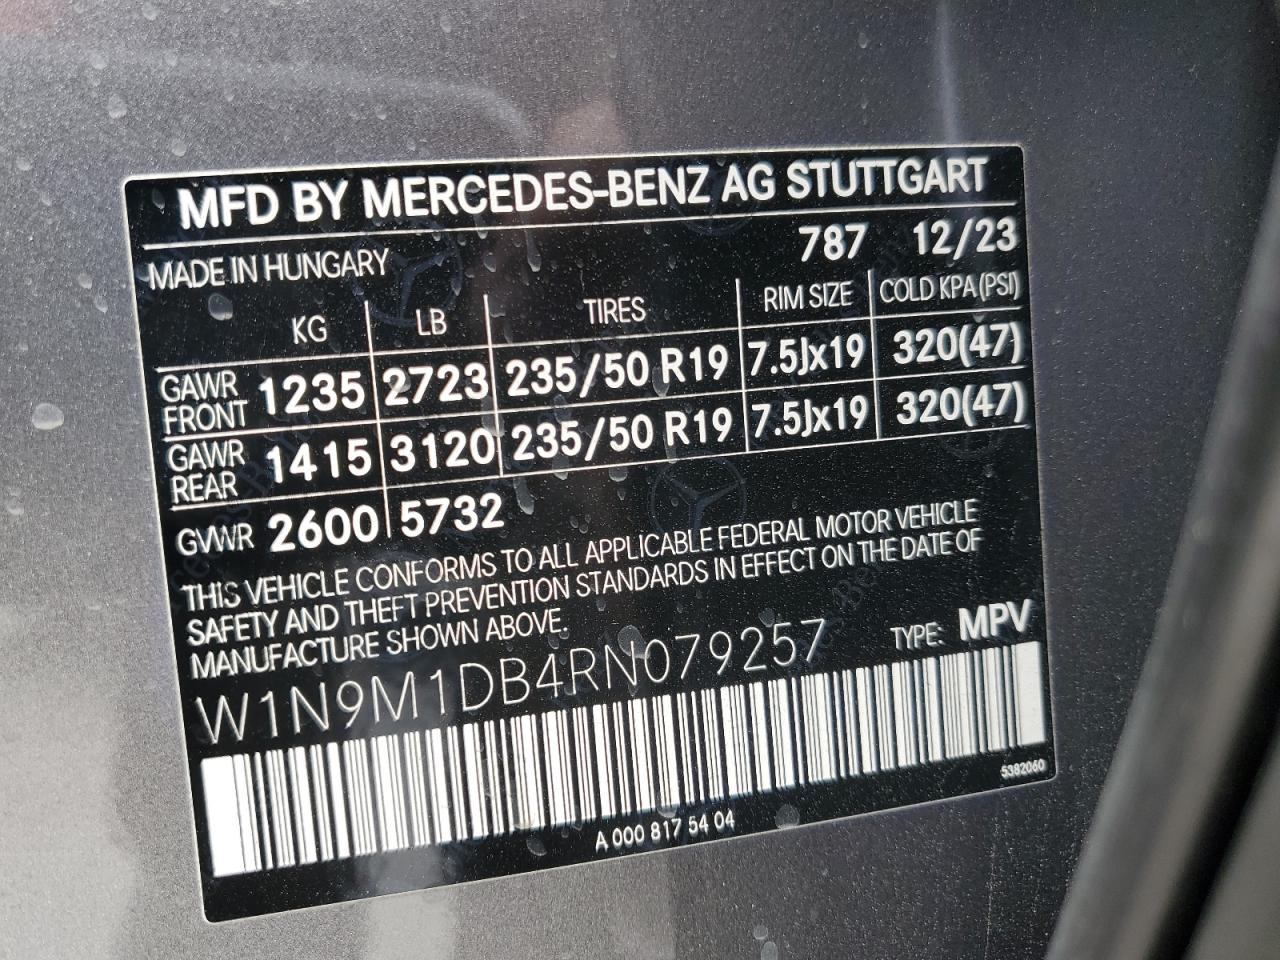 MFD BY MERCEDES-BENZ AG STUTTGART
MADE IN HUNGARY 787 12/23
KG LB TIRES RIM SIZE COLD KPA (PSI)
GAWR FRONT 1235 2723 235/50 R19 7.5Jx19 320(47)
GAWR REAR 1415 3120 235/50 R19 7.5Jx19 320(47)
GVWR 2600 5732
THIS VEHICLE CONFORMS TO ALL APPLICABLE FEDERAL MOTOR VEHICLE
SAFETY AND THEFT PREVENTION STANDARDS IN EFFECT ON THE DATE OF
MANUFACTURE SHOWN ABOVE.
W1N9M1DB4RN079257 TYPE: MPV
5382060
A 000 817 54 04